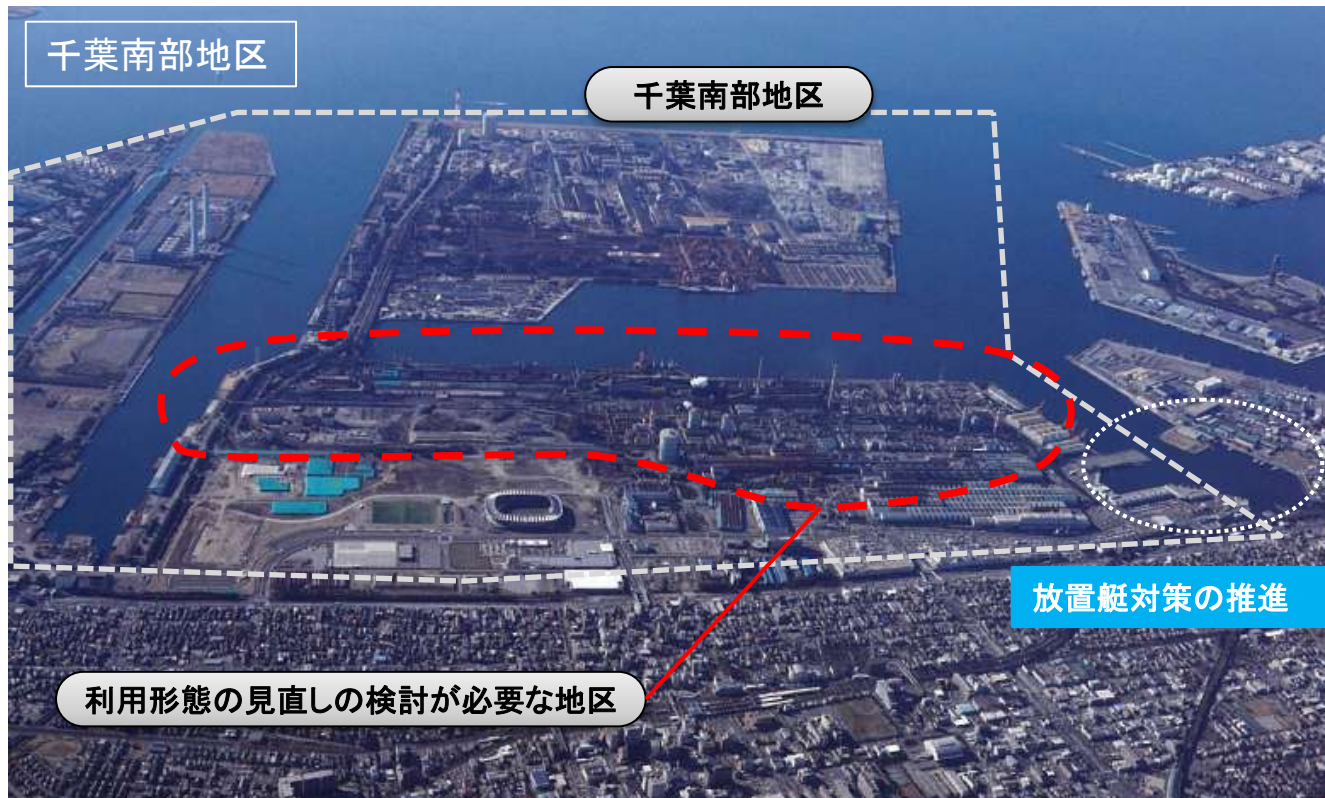 千葉南部地区
千葉南部地区
放置艇対策の推進
利用形態の見直しの検討が必要な地区